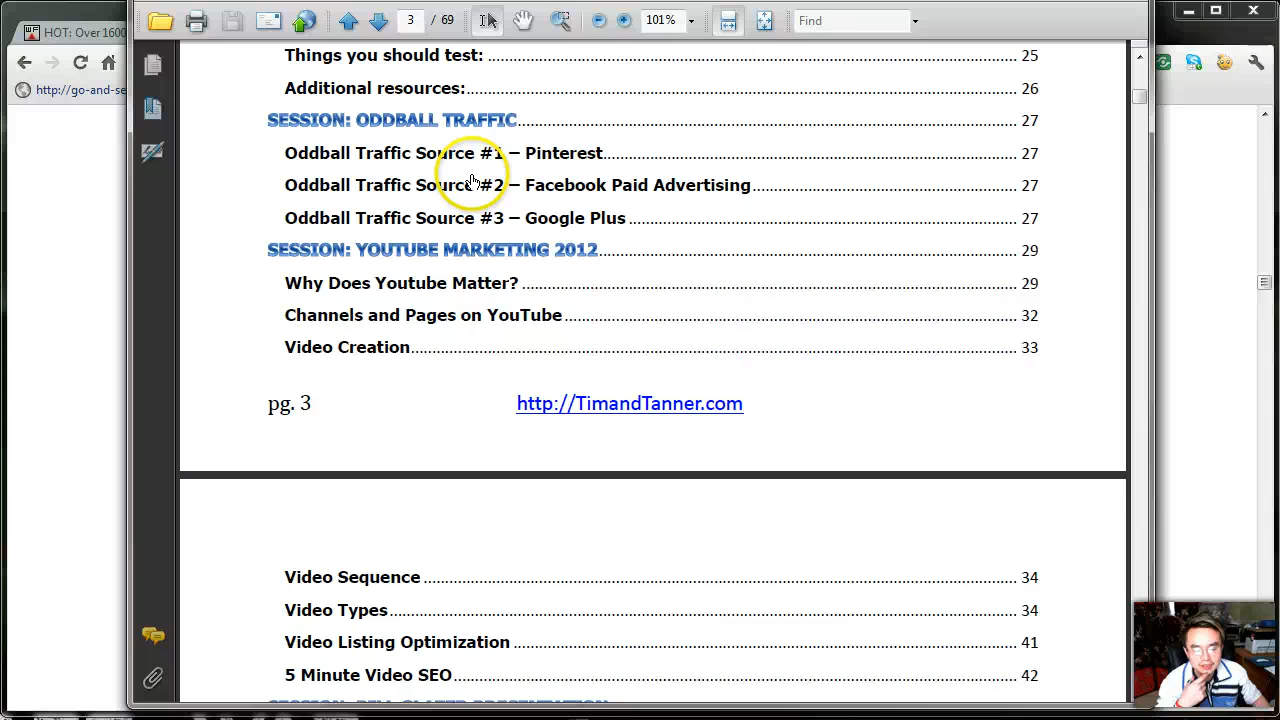 HOT: Over 1600
3 / 69
101%
Find
http://go-and-se
Things you should test: 25
Additional resources: 26
SESSION: ODDBALL TRAFFIC 27
Oddball Traffic Source #1 – Pinterest 27
Oddball Traffic Source #2 – Facebook Paid Advertising 27
Oddball Traffic Source #3 – Google Plus 27
SESSION: YOUTUBE MARKETING 2012 29
Why Does Youtube Matter? 29
Channels and Pages on YouTube 32
Video Creation 33
pg. 3 http://TimandTanner.com
Video Sequence 34
Video Types 34
Video Listing Optimization 41
5 Minute Video SEO 42